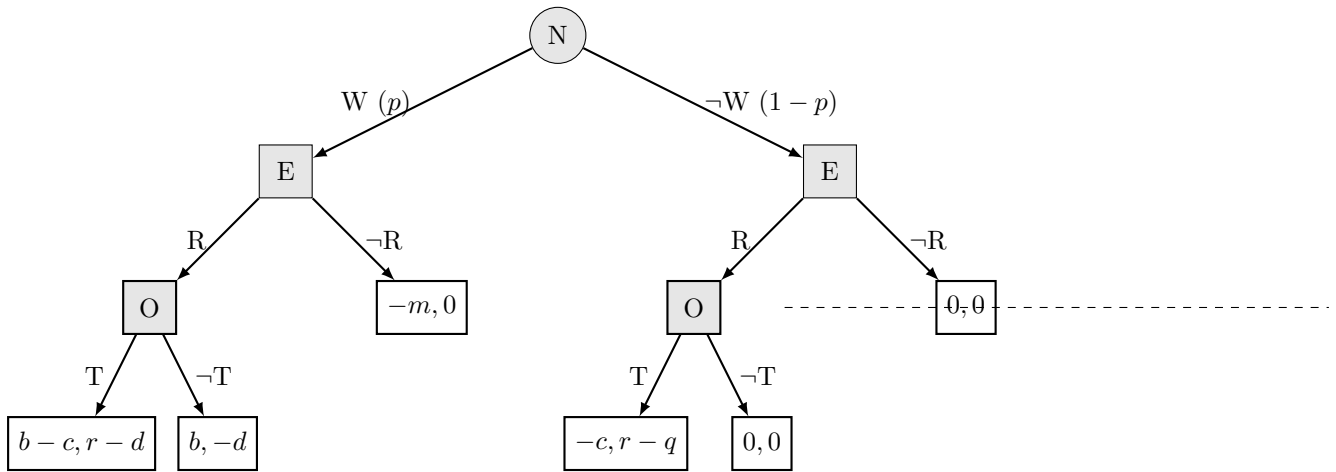 N
W (p)
¬W (1 − p)
E
E
R
¬R
R
¬R
O
−m, 0
O
0, 0
T
¬T
T
¬T
b − c, r − d
b, −d
−c, r − q
0, 0